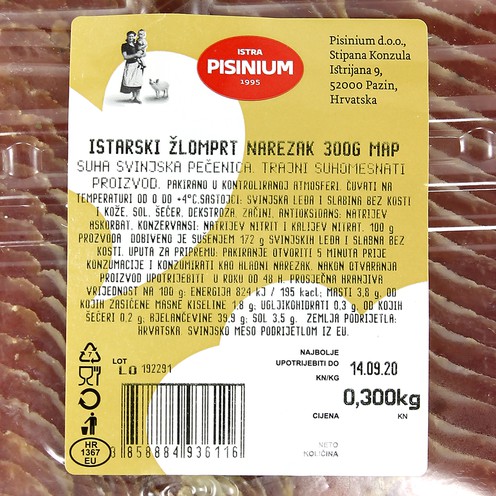 ISTRA
PISINIUM
1995
Pisinium d.o.o.,
Stipana Konzula
Ištrijana 9,
52000 Pazin,
Hrvatska
ISTARSKI ŽLOMPRT NAREZAK 300G MAP
SUHA SVINJSKA PEČENICA. TRAJNI SUHOMESNATI
PROIZVOD. PAKIRANO U KONTROLIRANOJ ATMOSFERI. ČUVATI NA
TEMPERATURI OD 0 DO +4°C.SASTOJCI: SVINJSKA LEĐA I SLABINA BEZ KOSTI
I KOŽE, SOL, ŠEĆER, DEKSTROZA, ZAČINI, ANTIOKSIDANS: NATRIJEV
ASKORBAT, KONZERVANSI: NATRIJEV NITRIT I KALIJEV NITRAT. 100 g
PROZVODA DOBIVENO JE SUŠENJEM 172 g SVINJSKIH LEĐA I SLABINA BEZ
KOSTI. UPUTA ZA PRIPREMU: PAKIRANJE OTVORITI 5 MINUTA PRIJE
KONZUMACIJE I KONZUMIRATI KAO HLADNI NAREZAK. NAKON OTVARANJA
PROIZVOD UPOTRIJEBITI U ROKU OD 48 H. PROSJEČNA HRANJIVA
VRIJEDNOST NA 100 g: ENERGIJA 824 kJ / 195 kacl; MASTI 3,8 g, OD
KOJIH ZASIĆENE MASNE KISELINE 1,8 g; UGLJIKOHIDRATI 0,3 g, OD KOJIH
ŠEĆERI 0,2 g; BJELANČEVINE 39,9 g; SOL 3,5 g. ZEMLJA PODRIJETLA:
HRVATSKA. SVINJSKO MESO PODRIJETLOM IZ EU.
7
LOT
L0 192291
NAJBOLJE
UPOTRIJEBITI DO 14.09.20
KN/KG
0,300kg
CIJENA KN
NETO
KOLIČINA
HR
1367
EU
3 858884 936116